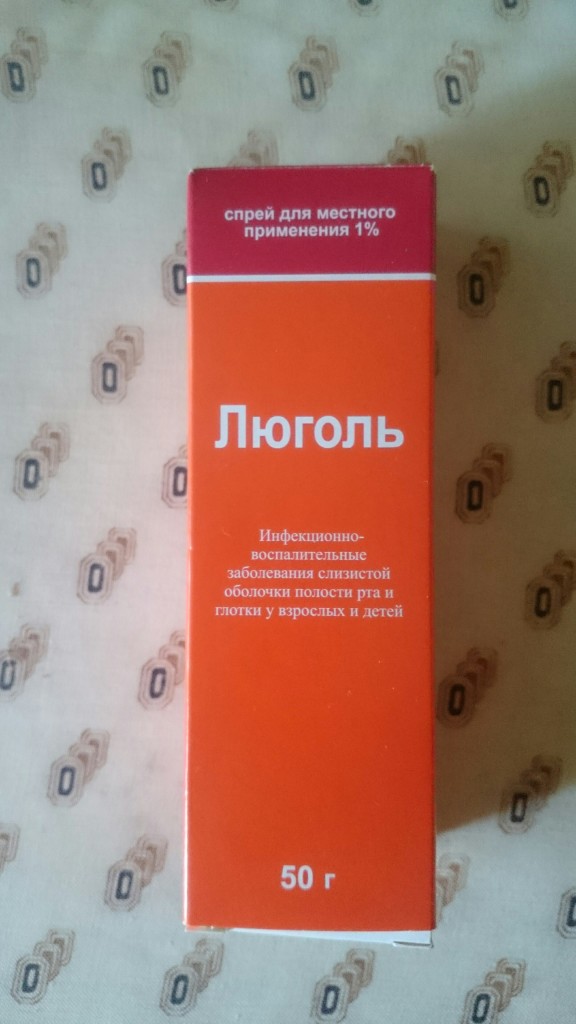 спрей для местного
применения 1%
Люголь
Инфекционно-
воспалительные
заболевания слизистой
оболочки полости рта и
глотки у взрослых и детей
50 г